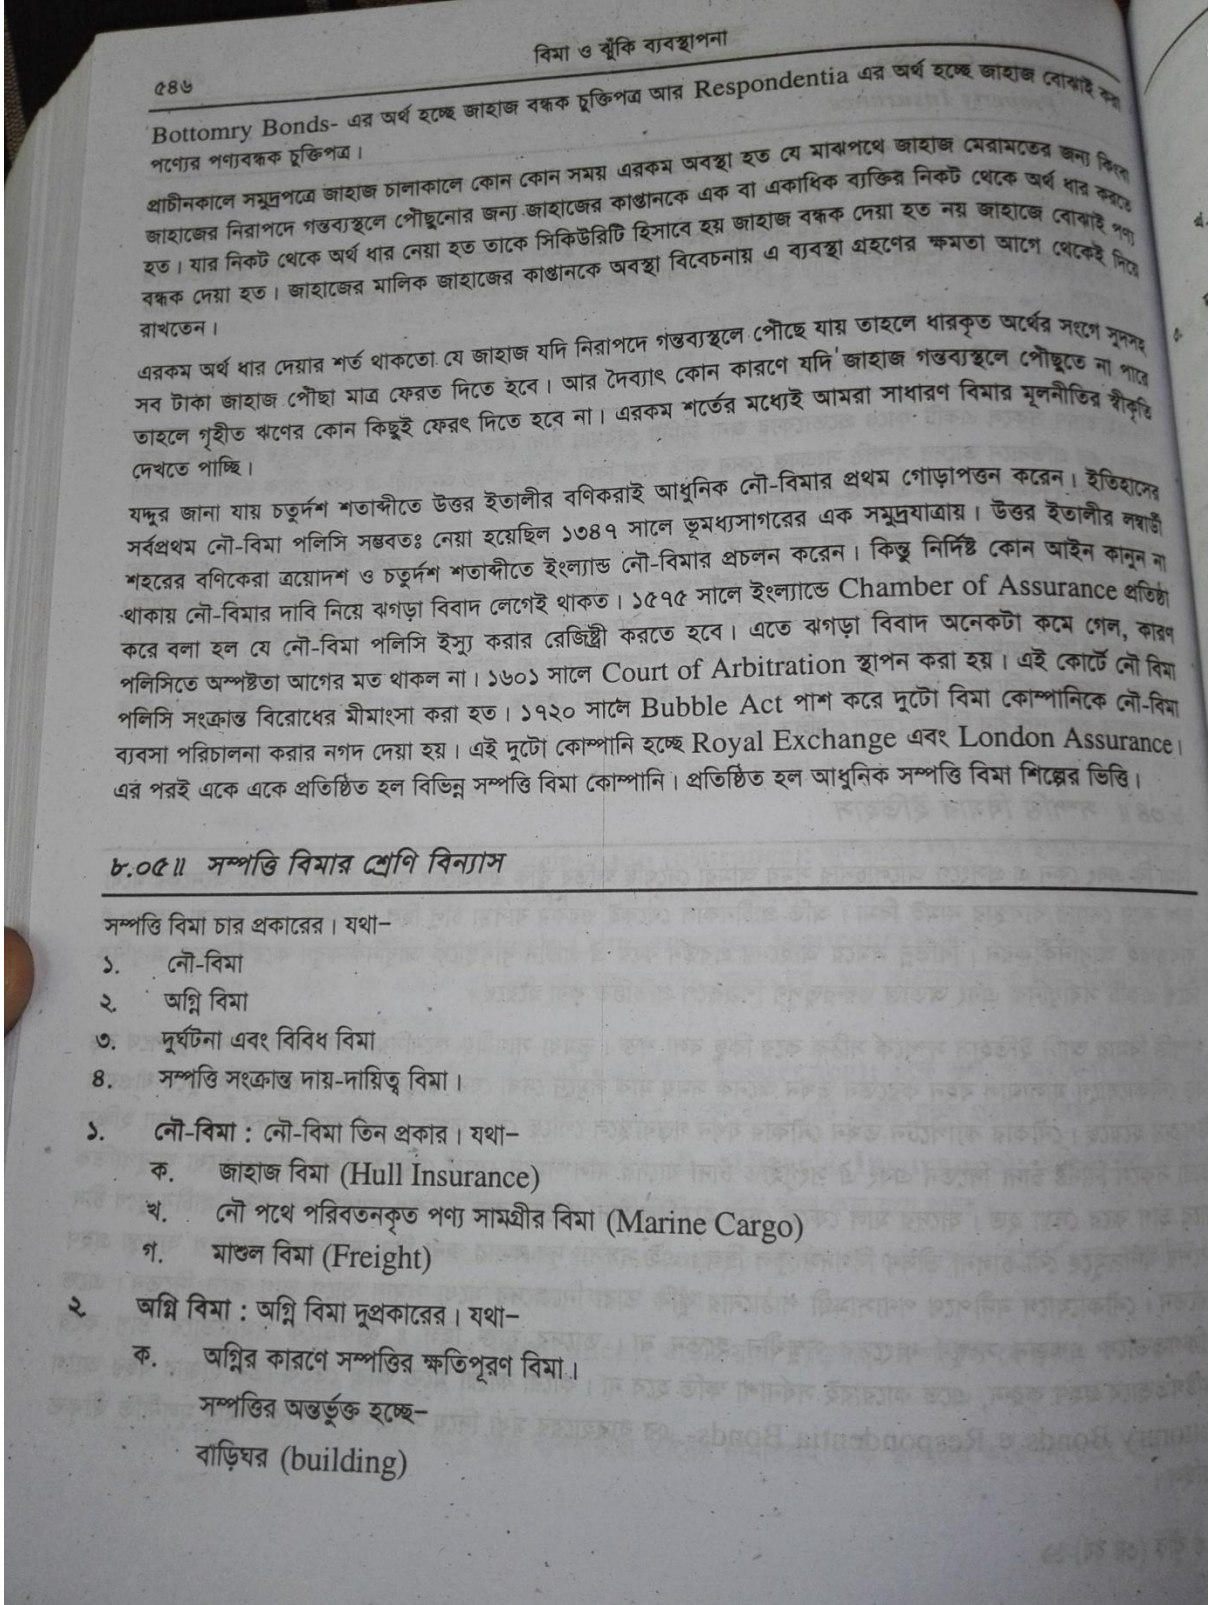 বিমা ও ঝুঁকি ব্যবস্থাপনা
৫৪৬
Bottomry Bonds- এর অর্থ হচ্ছে জাহাজ বন্ধক চুক্তিপত্র আর Respondentia এর অর্থ হচ্ছে জাহাজ বোঝাই করা
পণ্যের পণ্যবন্ধক চুক্তিপত্র।
প্রাচীনকালে সমুদ্রপত্রে জাহাজ চালাকালে কোন কোন সময় এরকম অবস্থা হত যে মাঝপথে জাহাজ মেরামতের জন্য কিংবা
জাহাজের নিরাপদে গন্তব্যস্থলে পৌছুনোর জন্য জাহাজের কাপ্তানকে এক বা একাধিক ব্যক্তির নিকট থেকে অর্থ ধার করতে
হত। যার নিকট থেকে অর্থ ধার নেয়া হত তাকে সিকিউরিটি হিসাবে হয় জাহাজ বন্ধক দেয়া হত নয় জাহাজে বোঝাই পণ্য
বন্ধক দেয়া হত। জাহাজের মালিক জাহাজের কাপ্তানকে অবস্থা বিবেচনায় এ ব্যবস্থা গ্রহণের ক্ষমতা আগে থেকেই দিয়ে
রাখতেন।
এরকম অর্থ ধার দেয়ার শর্ত থাকতো যে জাহাজ যদি নিরাপদে গন্তব্যস্থলে পৌছে যায় তাহলে ধারকৃত অর্থের সংগে সুদসহ
সব টাকা জাহাজ পৌছা মাত্র ফেরত দিতে হবে। আর দৈব্যাৎ কোন কারণে যদি জাহাজ গন্তব্যস্থলে পৌছুতে না পারে
তাহলে গৃহীত ঋণের কোন কিছুই ফেরৎ দিতে হবে না। এরকম শর্তের মধ্যেই আমরা সাধারণ বিমার মূলনীতির স্বীকৃতি
দেখতে পাচ্ছি।
যদ্দুর জানা যায় চতুর্দশ শতাব্দীতে উত্তর ইতালীর বণিকরাই আধুনিক নৌ-বিমার প্রথম গোড়াপত্তন করেন। ইতিহাসের
সর্বপ্রথম নৌ-বিমা পলিসি সম্ভবতঃ নেয়া হয়েছিল ১৩৪৭ সালে ভূমধ্যসাগরের এক সমুদ্রযাত্রায়। উত্তর ইতালীর লম্বার্ডী
শহরের বণিকেরা ত্রয়োদশ ও চতুর্দশ শতাব্দীতে ইংল্যান্ড নৌ-বিমার প্রচলন করেন। কিন্তু নির্দিষ্ট কোন আইন কানুন না
থাকায় নৌ-বিমার দাবি নিয়ে ঝগড়া বিবাদ লেগেই থাকত। ১৫৭৫ সালে ইংল্যান্ডে Chamber of Assurance প্রতিষ্ঠা
করে বলা হল যে নৌ-বিমা পলিসি ইস্যু করার রেজিষ্ট্রী করতে হবে। এতে ঝগড়া বিবাদ অনেকটা কমে গেল, কারণ
পলিসিতে অস্পষ্টতা আগের মত থাকল না। ১৬০১ সালে Court of Arbitration স্থাপন করা হয়। এই কোর্টে নৌ বিমা
পলিসি সংক্রান্ত বিরোধের মীমাংসা করা হত। ১৭২০ সালে Bubble Act পাশ করে দুটো বিমা কোম্পানিকে নৌ-বিমা
ব্যবসা পরিচালনা করার নগদ দেয়া হয়। এই দুটো কোম্পানি হচ্ছে Royal Exchange এবং London Assurance।
এর পরই একে একে প্রতিষ্ঠিত হল বিভিন্ন সম্পত্তি বিমা কোম্পানি। প্রতিষ্ঠিত হল আধুনিক সম্পত্তি বিমা শিল্পের ভিত্তি।
৮.০৫॥ সম্পত্তি বিমার শ্রেণি বিন্যাস
সম্পত্তি বিমা চার প্রকারের। যথা–
১. নৌ-বিমা
২. অগ্নি বিমা
৩. দুর্ঘটনা এবং বিবিধ বিমা
৪. সম্পত্তি সংক্রান্ত দায়-দায়িত্ব বিমা।
১. নৌ-বিমা : নৌ-বিমা তিন প্রকার। যথা–
ক. জাহাজ বিমা (Hull Insurance)
খ. নৌ পথে পরিবতনকৃত পণ্য সামগ্রীর বিমা (Marine Cargo)
গ. মাশুল বিমা (Freight)
২ অগ্নি বিমা : অগ্নি বিমা দুপ্রকারের। যথা–
ক. অগ্নির কারণে সম্পত্তির ক্ষতিপূরণ বিমা।
সম্পত্তির অন্তর্ভুক্ত হচ্ছে–
বাড়িঘর (building)